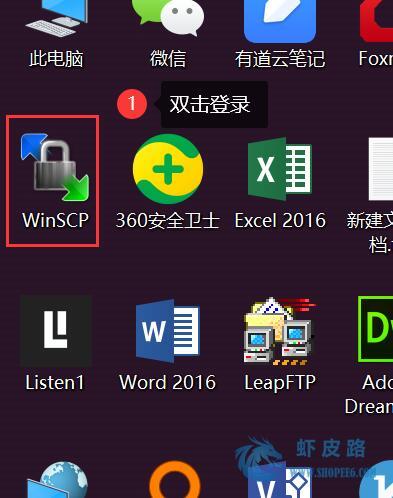 此电脑
微信
有道云笔记
Foxm
1
双击登录
WinSCP
360安全卫士
Excel 2016
新建文
档.
Listen1
Word 2016
LeapFTP
Ado
Dream
虾皮路
WWW.SHOPEE6.COM